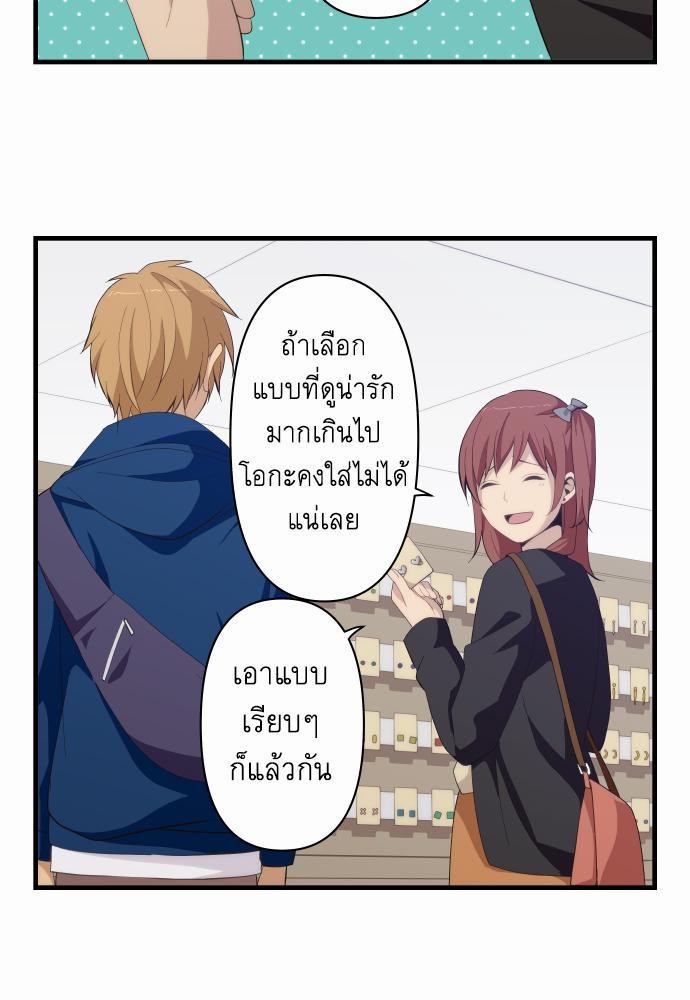 ถ้าเลือก
แบบที่ดูน่ารัก
มากเกินไป
โอกะคงใส่ไม่ได้
แน่เลย
เอาแบบ
เรียบๆ
ก็แล้วกัน